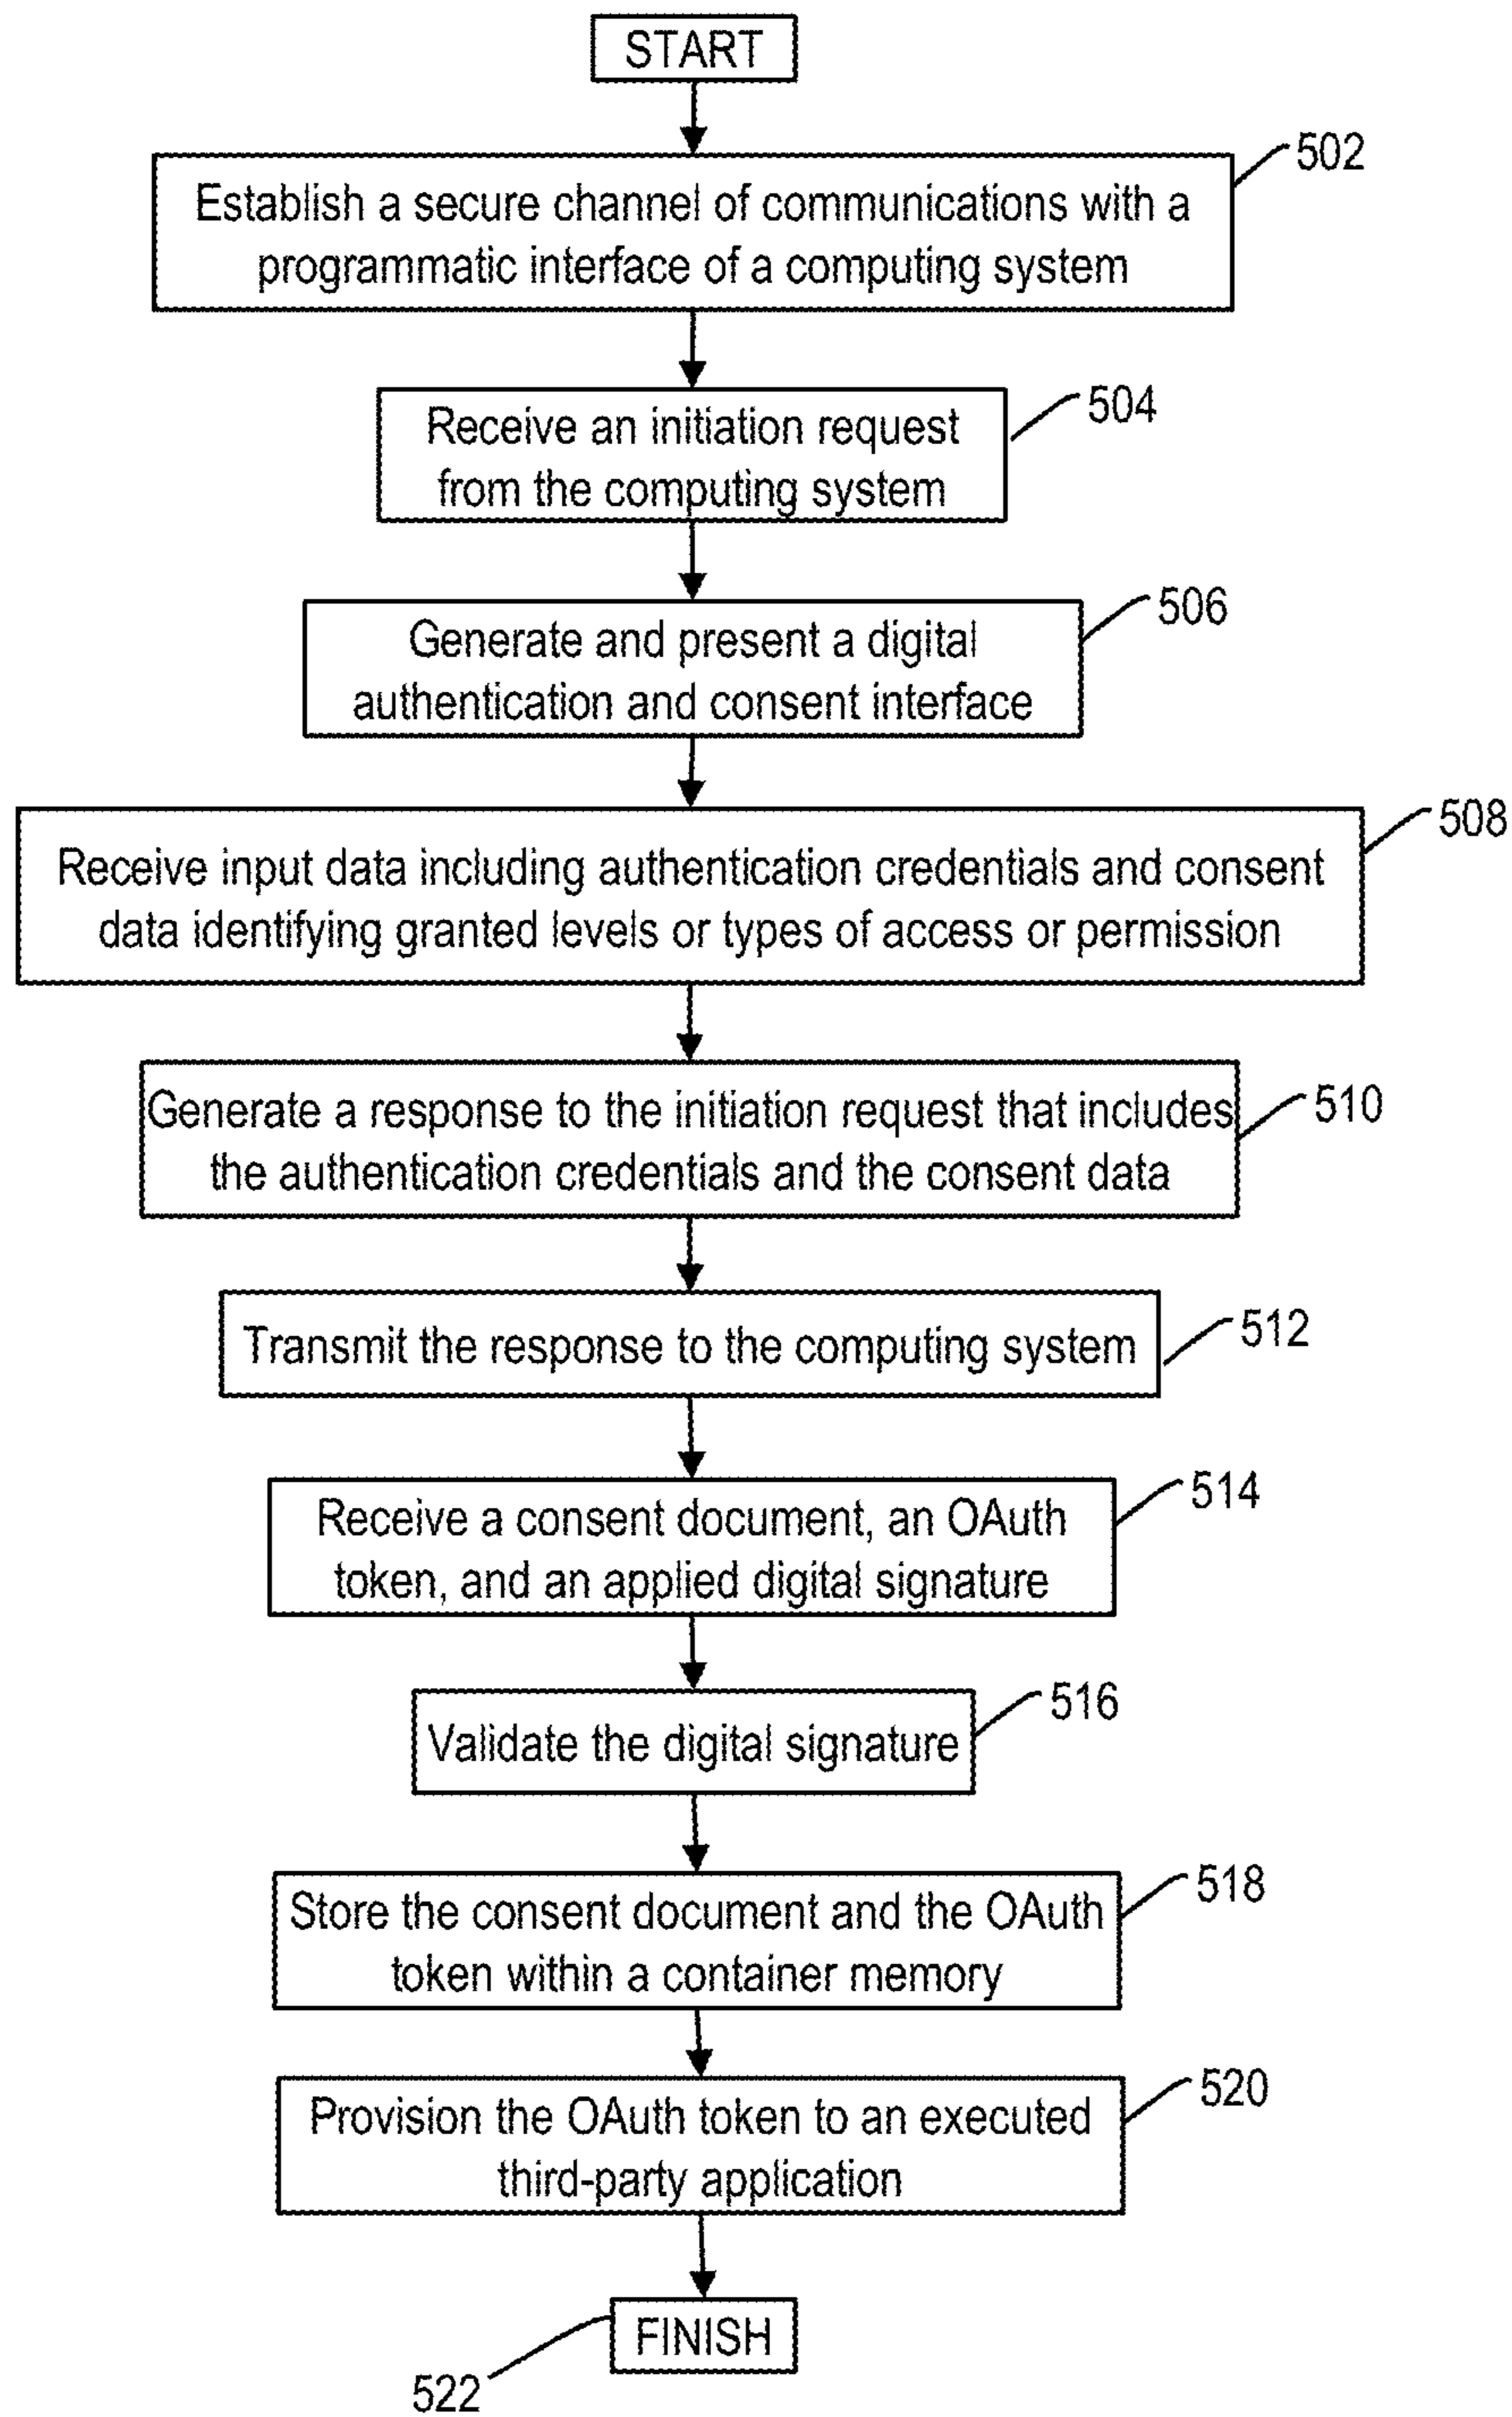 START
502
Establish a secure channel of communications with a
programmatic interface of a computing system
504
Receive an initiation request
from the computing system
506
Generate and present a digital
authentication and consent interface
508
Receive input data including authentication credentials and consent
data identifying granted levels or types of access or permission
510
Generate a response to the initiation request that includes
the authentication credentials and the consent data
512
Transmit the response to the computing system
514
Receive a consent document, an OAuth
token, and an applied digital signature
516
Validate the digital signature
518
Store the consent document and the OAuth
token within a container memory
520
Provision the OAuth token to an executed
third-party application
FINISH
522